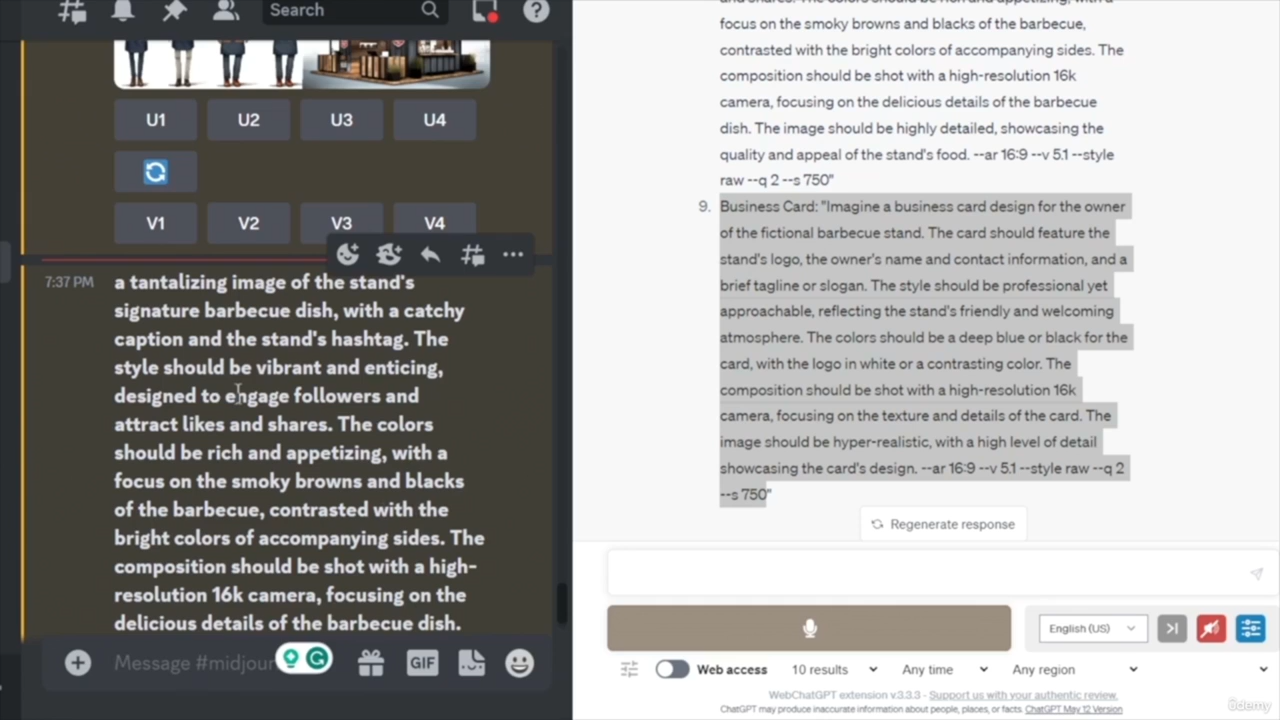 Search
U1
U2
U3
U4
V1
V2
V3
V4
7:37 PM
a tantalizing image of the stand's
signature barbecue dish, with a catchy
caption and the stand's hashtag. The
style should be vibrant and enticing,
designed to engage followers and
attract likes and shares. The colors
should be rich and appetizing, with a
focus on the smoky browns and blacks
of the barbecue, contrasted with the
bright colors of accompanying sides. The
composition should be shot with a high-
resolution 16k camera, focusing on the
delicious details of the barbecue dish.
Message #midjour
GIF
focus on the smoky browns and blacks of the barbecue,
contrasted with the bright colors of accompanying sides. The
composition should be shot with a high-resolution 16k
camera, focusing on the delicious details of the barbecue
dish. The image should be highly detailed, showcasing the
quality and appeal of the stand's food. --ar 16:9 --v 5.1 --style
raw --q 2 --s 750"
9. Business Card: "Imagine a business card design for the owner
of the fictional barbecue stand. The card should feature the
stand's logo, the owner's name and contact information, and a
brief tagline or slogan. The style should be professional yet
approachable, reflecting the stand's friendly and welcoming
atmosphere. The colors should be a deep blue or black for the
card, with the logo in white or a contrasting color. The
composition should be shot with a high-resolution 16k
camera, focusing on the texture and details of the card. The
image should be hyper-realistic, with a high level of detail
showcasing the card's design. --ar 16:9 --v 5.1 --style raw --q 2
--s 750"
Regenerate response
English (US)
Web access
10 results
Any time
Any region
WebChatGPT extension v.3.3.3 - Support us with your authentic review.
ChatGPT may produce inaccurate information about people, places, or facts. ChatGPT May 12 Version
ûdemy